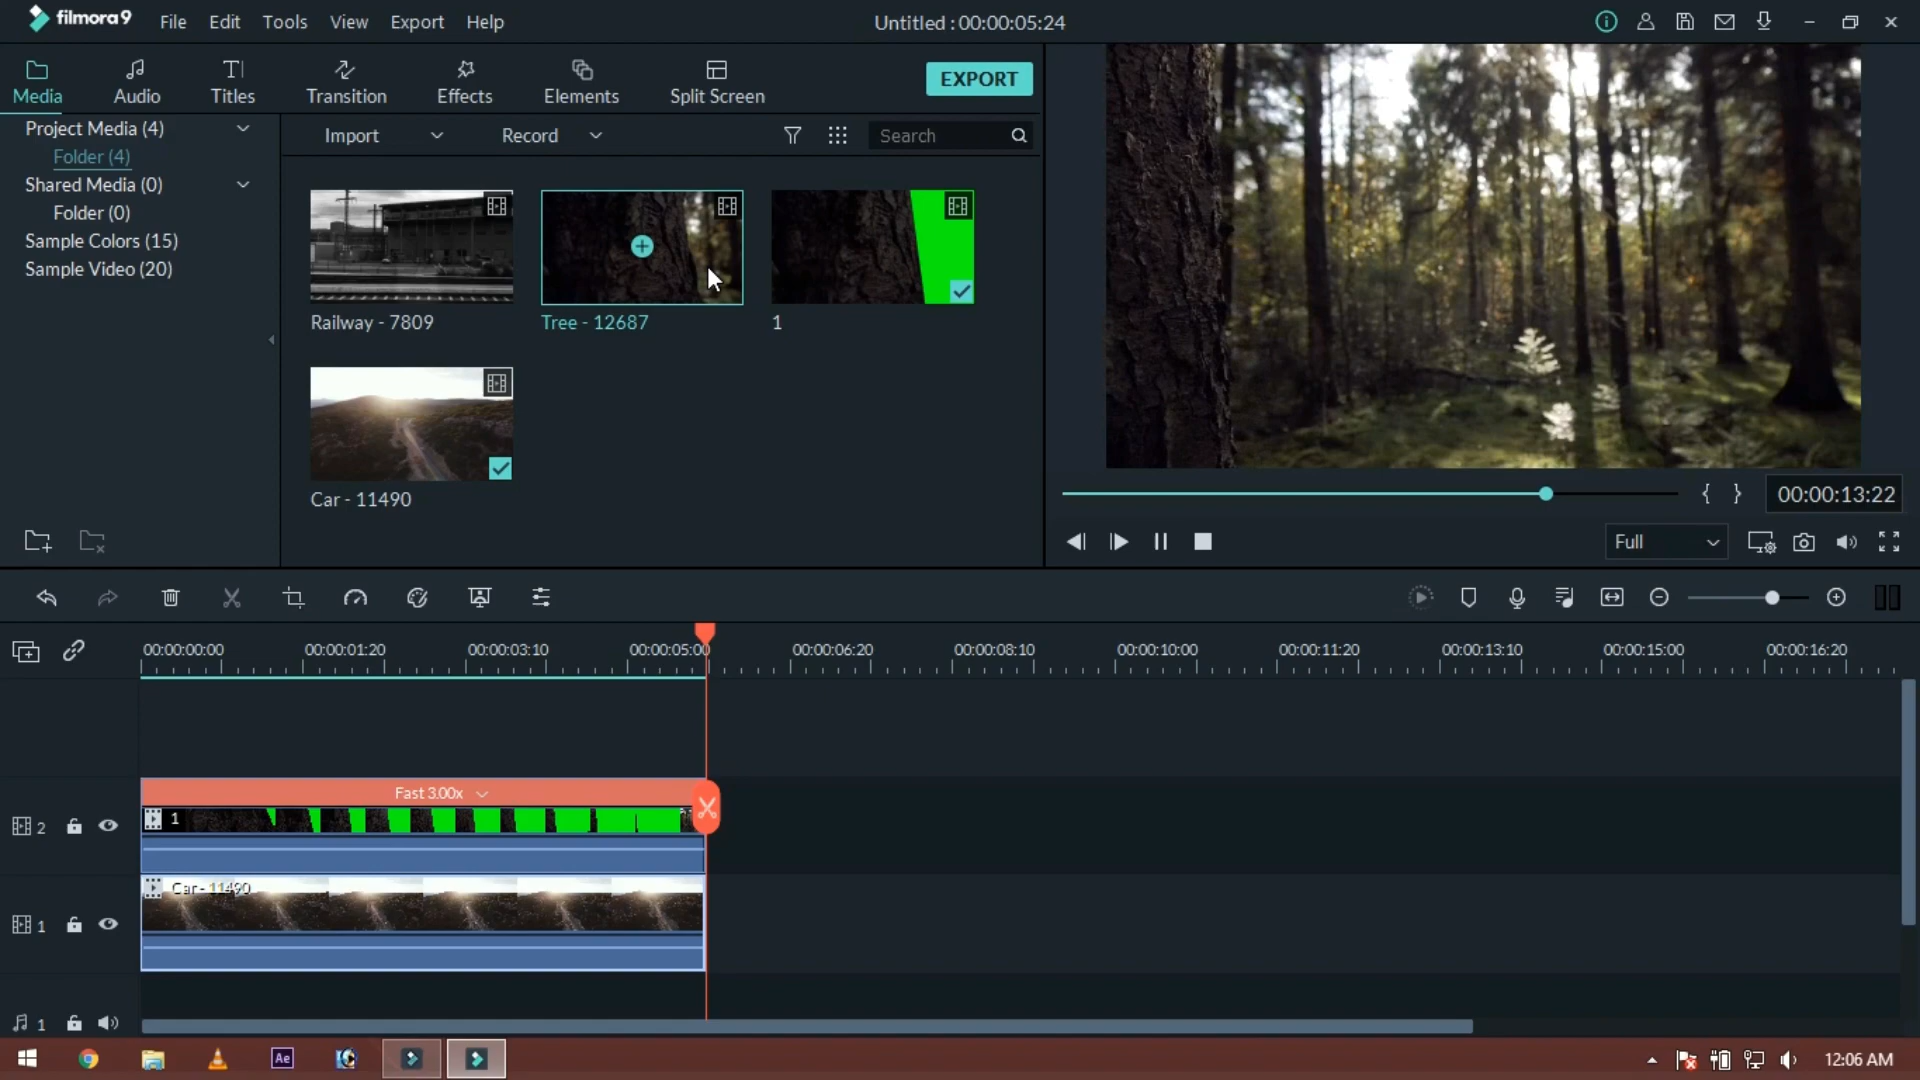 filmora9 File Edit Tools View Export Help Untitled : 00:00:05:24
Media Audio Titles Transition Effects Elements Split Screen EXPORT
Project Media (4)
Folder (4)
Shared Media (0)
Folder (0)
Sample Colors (15)
Sample Video (20)
Import Record Search
Railway - 7809 Tree - 12687 1
Car - 11490
{ } 00:00:13:22
Full
00:00:00:00 00:00:01:20 00:00:03:10 00:00:05:00 00:00:06:20 00:00:08:10 00:00:10:00 00:00:11:20 00:00:13:10 00:00:15:00 00:00:16:20
Fast 3.00x
1
2
Car - 11490
1
1
Ae 12:06 AM